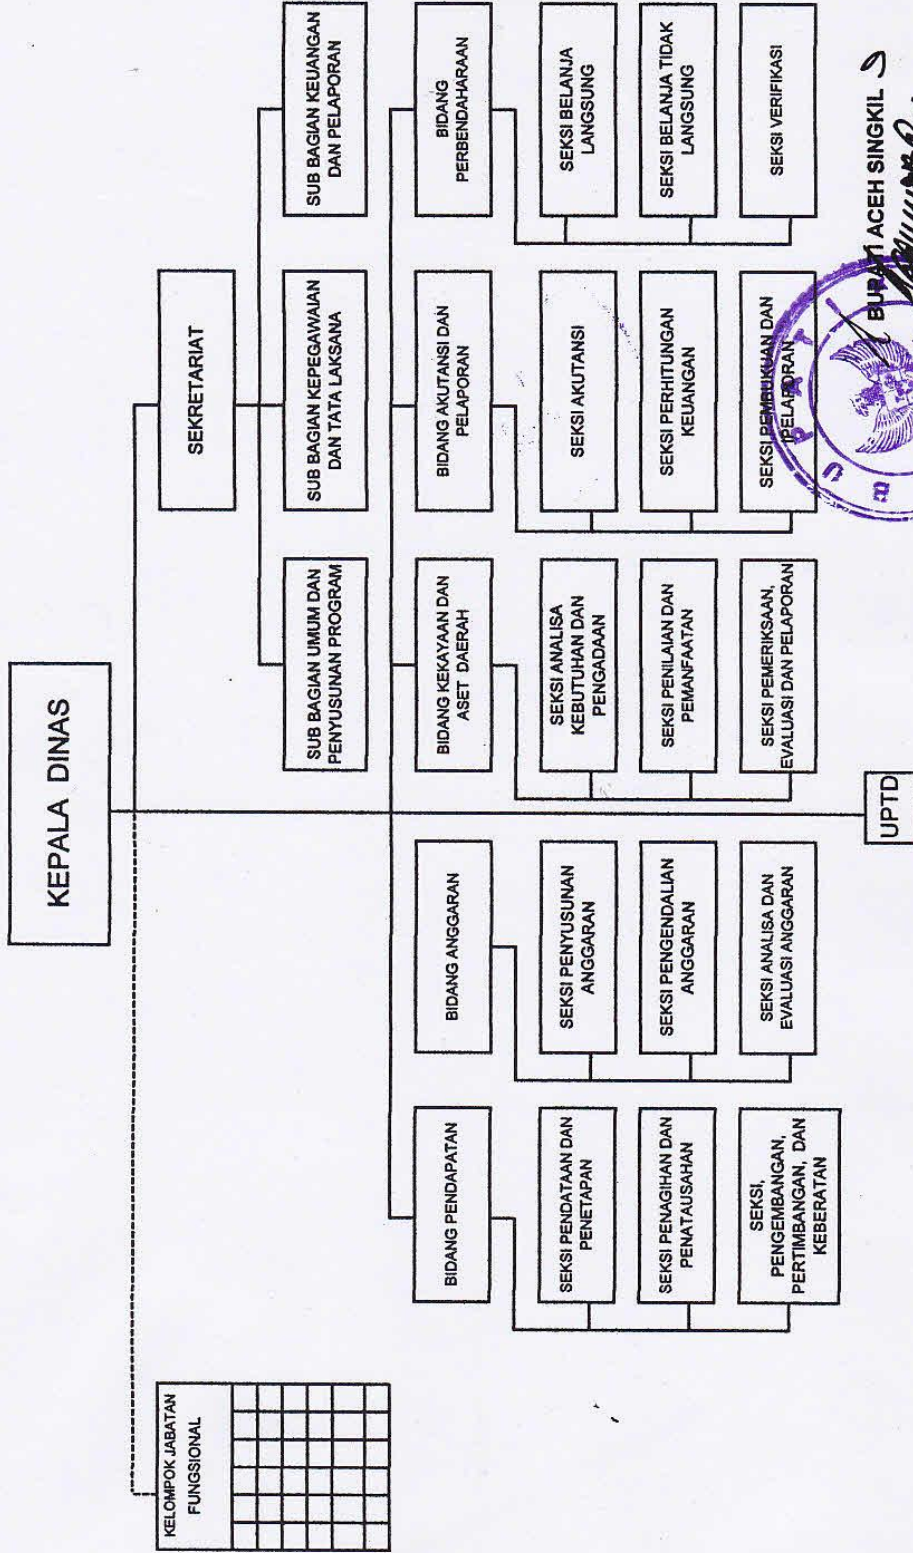 KEPALA DINAS
KELOMPOK JABATAN
FUNGSIONAL
SEKRETARIAT
SUB BAGIAN UMUM DAN
PENYUSUNAN PROGRAM
SUB BAGIAN KEPEGAWAIAN
DAN TATA LAKSANA
SUB BAGIAN KEUANGAN
DAN PELAPORAN
BIDANG PENDAPATAN
BIDANG ANGGARAN
BIDANG KEKAYAAN DAN
ASET DAERAH
BIDANG AKUTANSI DAN
PELAPORAN
BIDANG
PERBENDAHARAAN
SEKSI PENDATAAN DAN
PENETAPAN
SEKSI PENYUSUNAN
ANGGARAN
SEKSI ANALISA
KEBUTUHAN DAN
PENGADAAN
SEKSI AKUTANSI
SEKSI BELANJA
LANGSUNG
SEKSI PENAGIHAN DAN
PENATAUSAHAN
SEKSI PENGENDALIAN
ANGGARAN
SEKSI PENILAIAN DAN
PEMANFAATAN
SEKSI PERHITUNGAN
KEUANGAN
SEKSI BELANJA TIDAK
LANGSUNG
SEKSI,
PENGEMBANGAN,
PERTIMBANGAN, DAN
KEBERATAN
SEKSI ANALISA DAN
EVALUASI ANGGARAN
SEKSI PEMERIKSAAN,
EVALUASI DAN PELAPORAN
SEKSI PEMBUKUAN DAN
PELAPORAN
SEKSI VERIFIKASI
UPTD
BUPATI ACEH SINGKIL
BUPATI